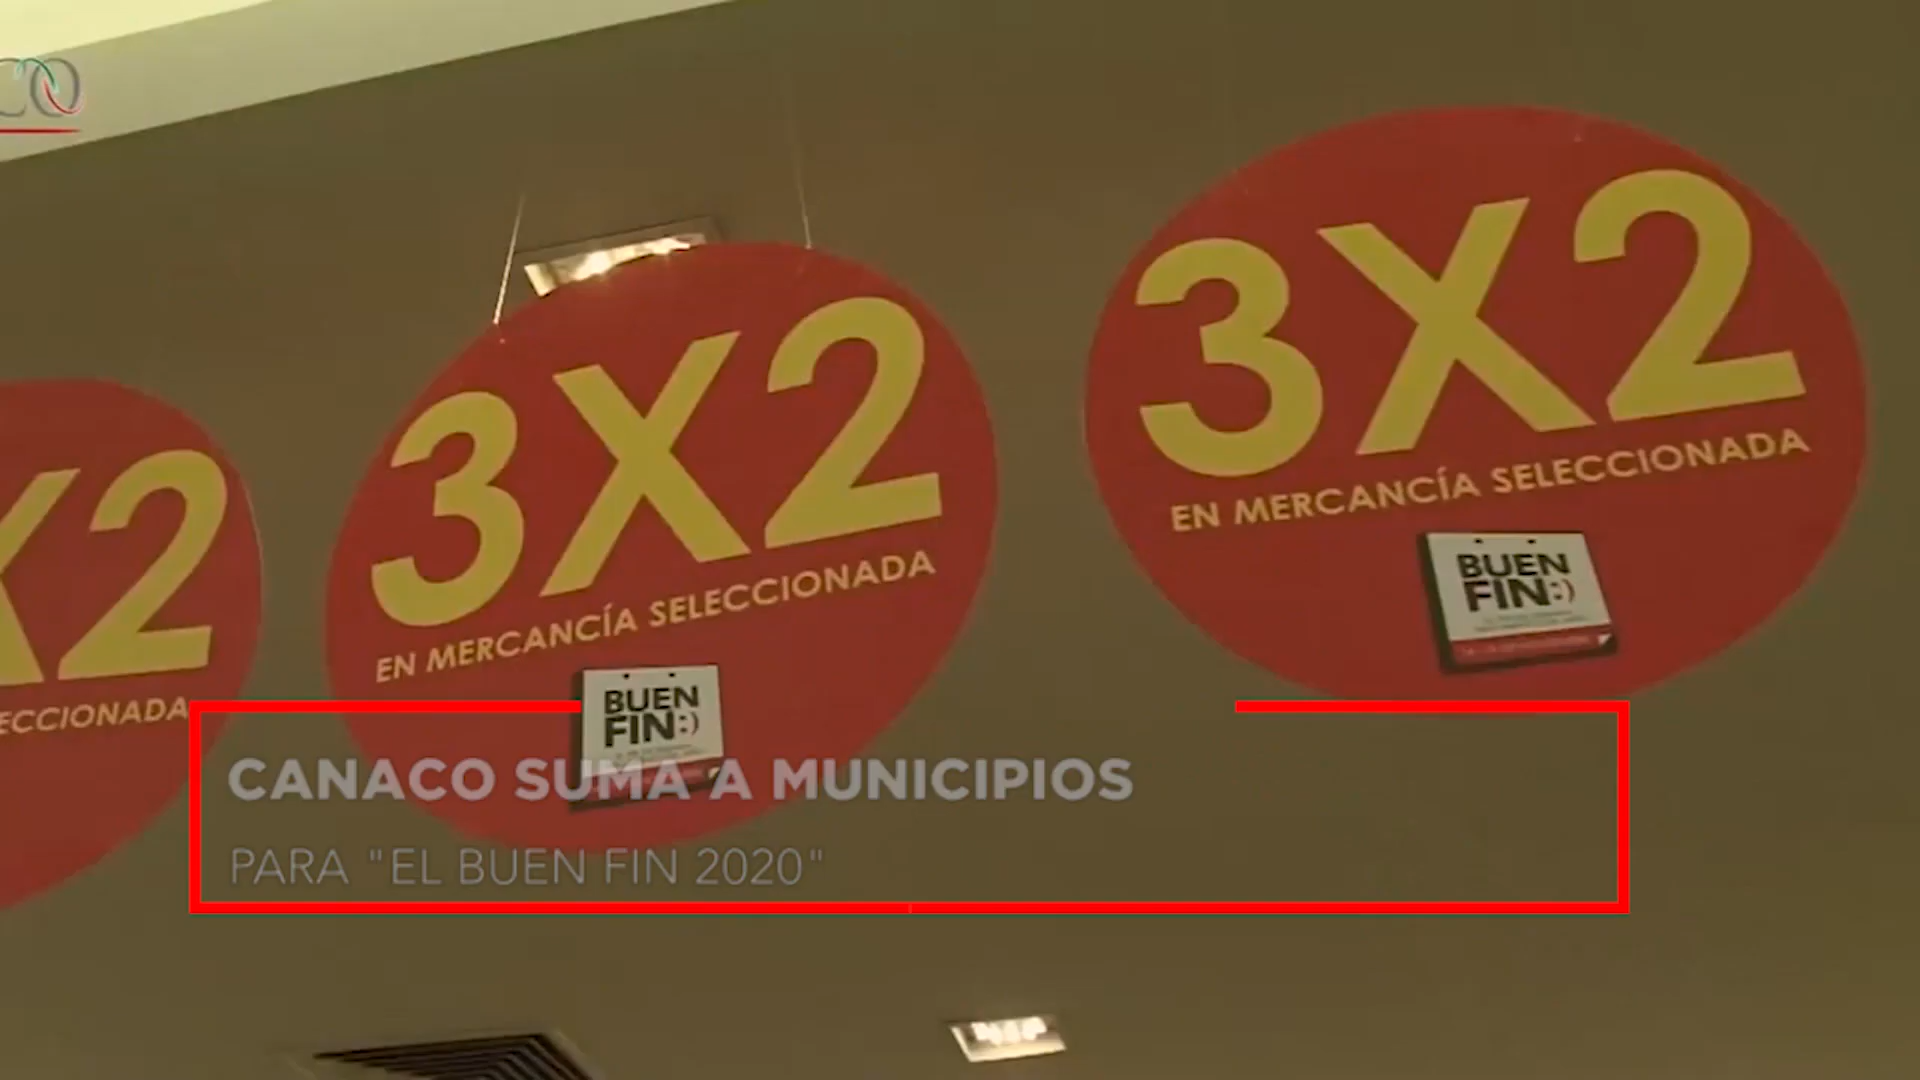 CO
X2
ECCIONADA
3X2
EN MERCANCÍA SELECCIONADA
BUEN
FIN:)
3X2
EN MERCANCÍA SELECCIONADA
BUEN
FIN:)
CANACO SUMA A MUNICIPIOS
PARA "EL BUEN FIN 2020"